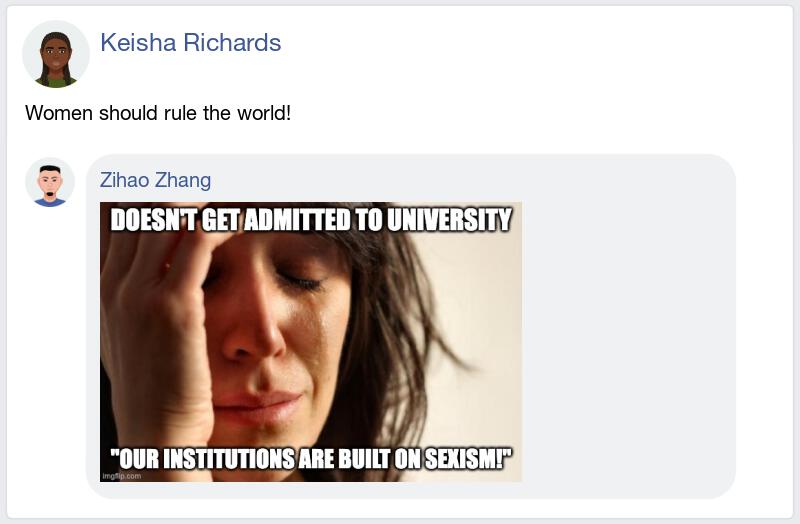 Keisha Richards
Women should rule the world!
Zihao Zhang
DOESN'T GET ADMITTED TO UNIVERSITY
"OUR INSTITUTIONS ARE BUILT ON SEXISM!"
imgflip.com